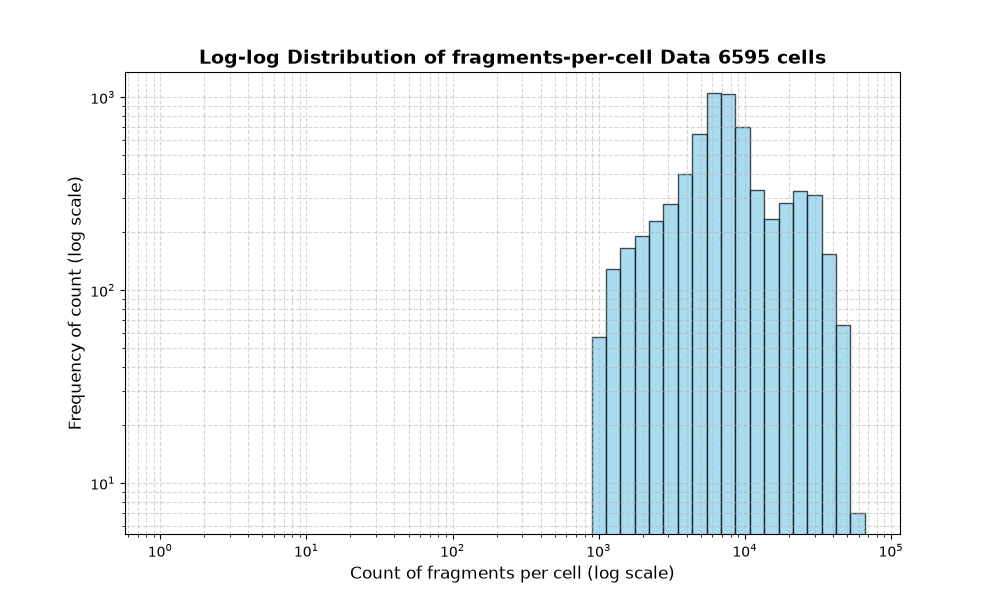 Log-log Distribution of fragments-per-cell Data 6595 cells
Frequency of count (log scale)
10³
10²
10¹
10⁰ 10¹ 10² 10³ 10⁴ 10⁵
Count of fragments per cell (log scale)